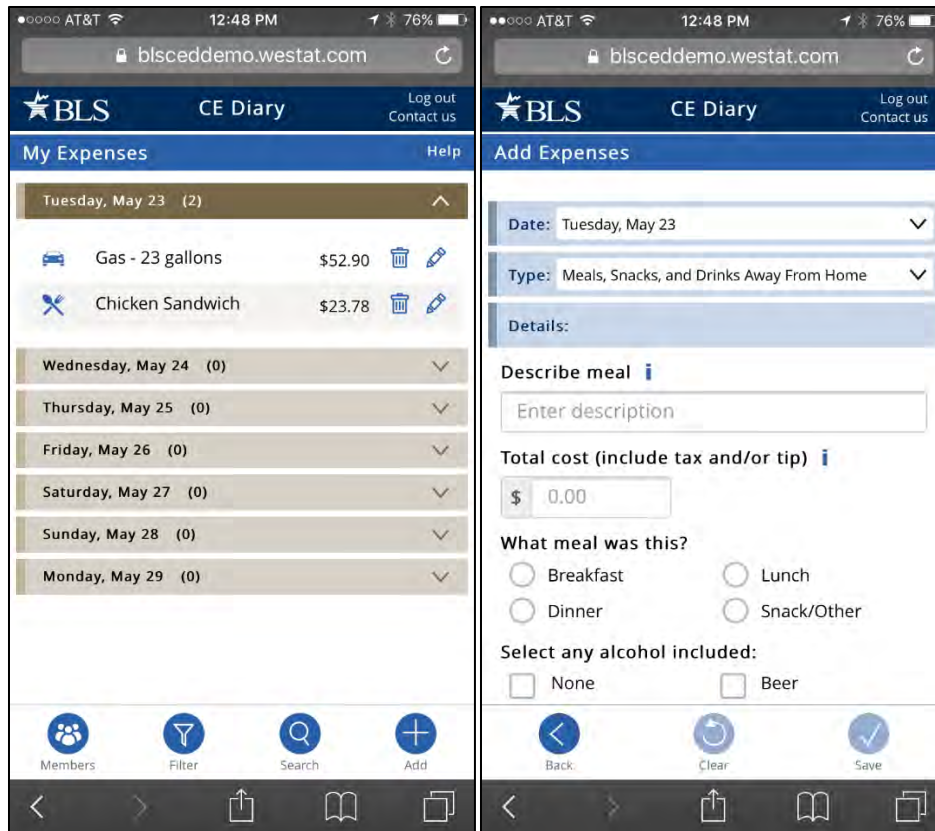 AT&T 12:48 PM 76%
blsceddemo.westat.com
BLS CE Diary Log out
Contact us
My Expenses Help
Tuesday, May 23 (2)
Gas - 23 gallons $52.90
Chicken Sandwich $23.78
Wednesday, May 24 (0)
Thursday, May 25 (0)
Friday, May 26 (0)
Saturday, May 27 (0)
Sunday, May 28 (0)
Monday, May 29 (0)
Members Filter Search Add
AT&T 12:48 PM 76%
blsceddemo.westat.com
BLS CE Diary Log out
Contact us
Add Expenses
Date: Tuesday, May 23
Type: Meals, Snacks, and Drinks Away From Home
Details:
Describe meal i
Enter description
Total cost (include tax and/or tip) i
$ 0.00
What meal was this?
Breakfast Lunch
Dinner Snack/Other
Select any alcohol included:
None Beer
Back Clear Save